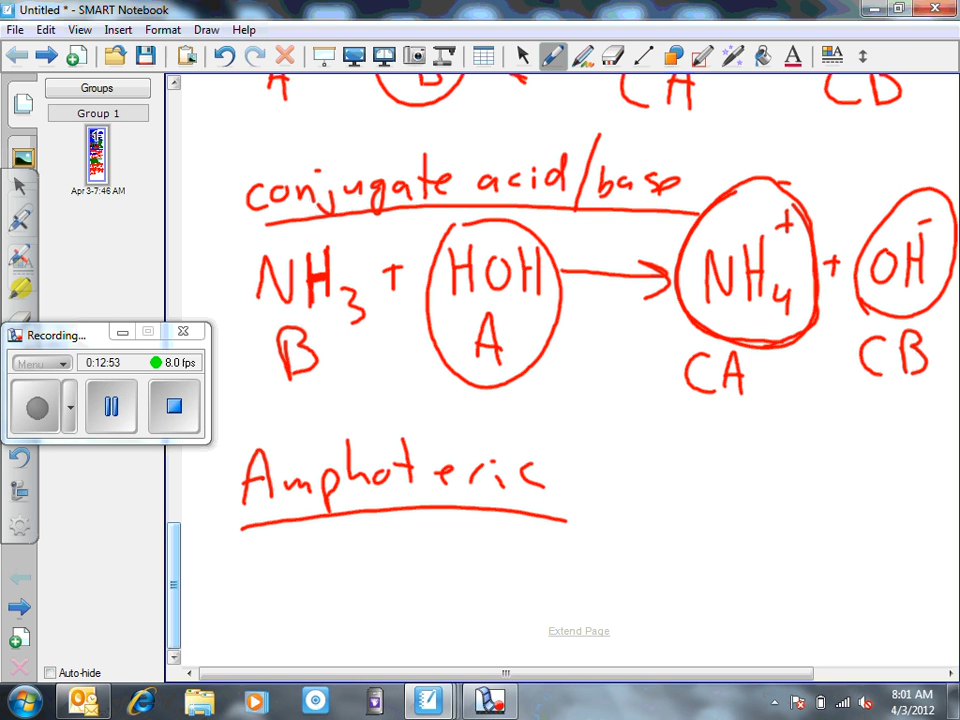 Untitled * - SMART Notebook
File Edit View Insert Format Draw Help
Groups
Group 1
Apr 3-7:46 AM
A B CA
conjugate acid/base
NH3 + HOH → NH4+ + OH-
B A CA CB
Recording...
Menu 0:12:53 8.0 fps
Amphoteric
Extend Page
Auto-hide
8:01 AM
4/3/2012